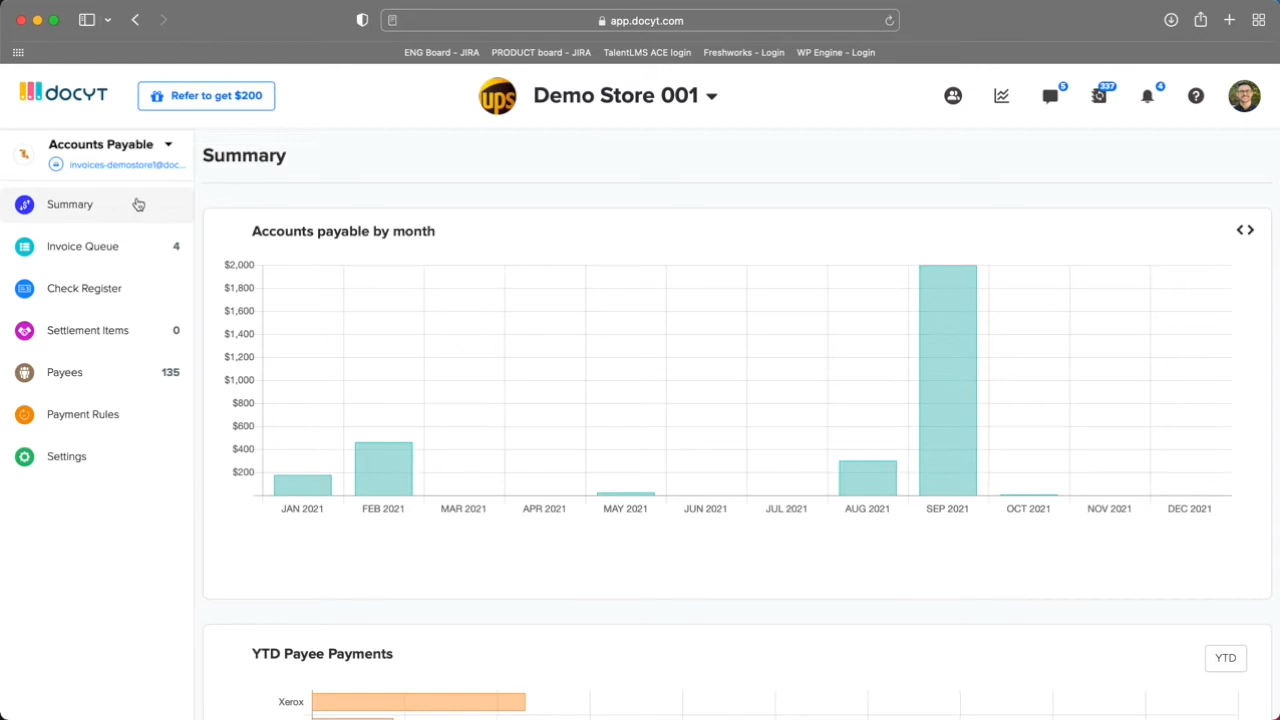 app.docyt.com
ENG Board – JIRA PRODUCT board – JIRA TalentLMS ACE login Freshworks - Login WP Engine - Login
DOCYT
Refer to get $200
ups
Demo Store 001
5
337
4
Accounts Payable
invoices-demostore1@doc...
Summary
Invoice Queue 4
Check Register
Settlement Items 0
Payees 135
Payment Rules
Settings
Summary
Accounts payable by month
$2,000
$1,800
$1,600
$1,400
$1,200
$1,000
$800
$600
$400
$200
JAN 2021 FEB 2021 MAR 2021 APR 2021 MAY 2021 JUN 2021 JUL 2021 AUG 2021 SEP 2021 OCT 2021 NOV 2021 DEC 2021
YTD Payee Payments
YTD
Xerox